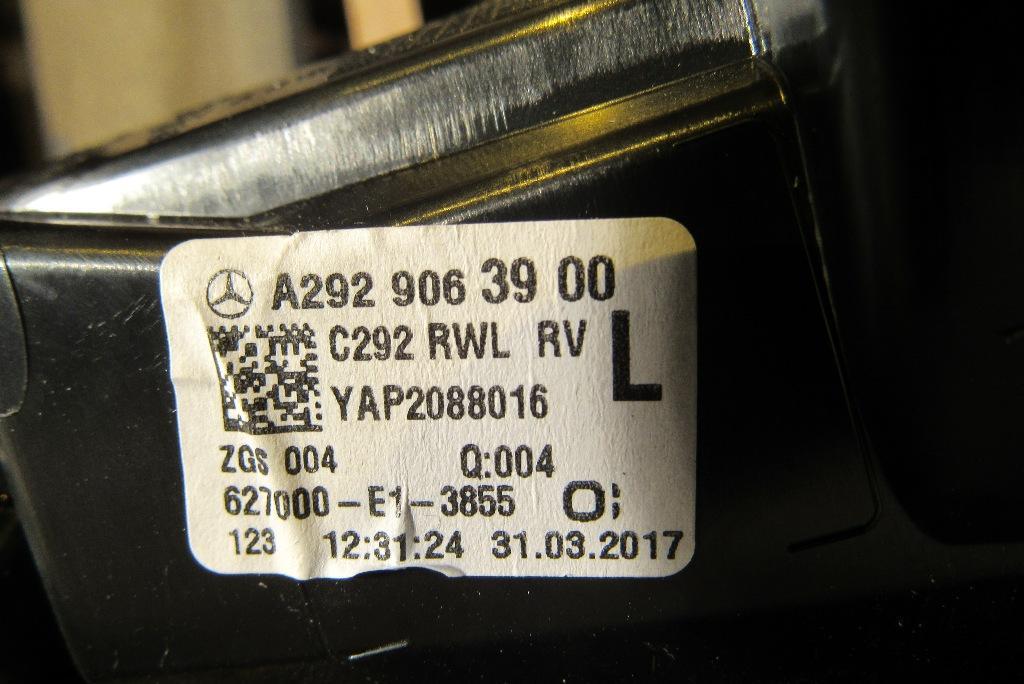 A292 906 39 00
C292 RWL RV L
YAP2088016
ZGS 004 Q:004
627000-E1-3855 O;
123 12:31:24 31.03.2017